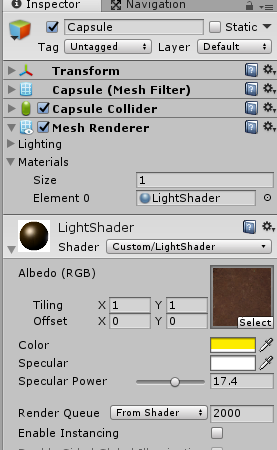 Inspector Navigation
Capsule Static
Tag Untagged Layer Default
Transform
Capsule (Mesh Filter)
Capsule Collider
Mesh Renderer
Lighting
Materials
Size 1
Element 0 LightShader
LightShader
Shader Custom/LightShader
Albedo (RGB)
Tiling X 1 Y 1
Offset X 0 Y 0
Select
Color
Specular
Specular Power 17.4
Render Queue From Shader 2000
Enable Instancing